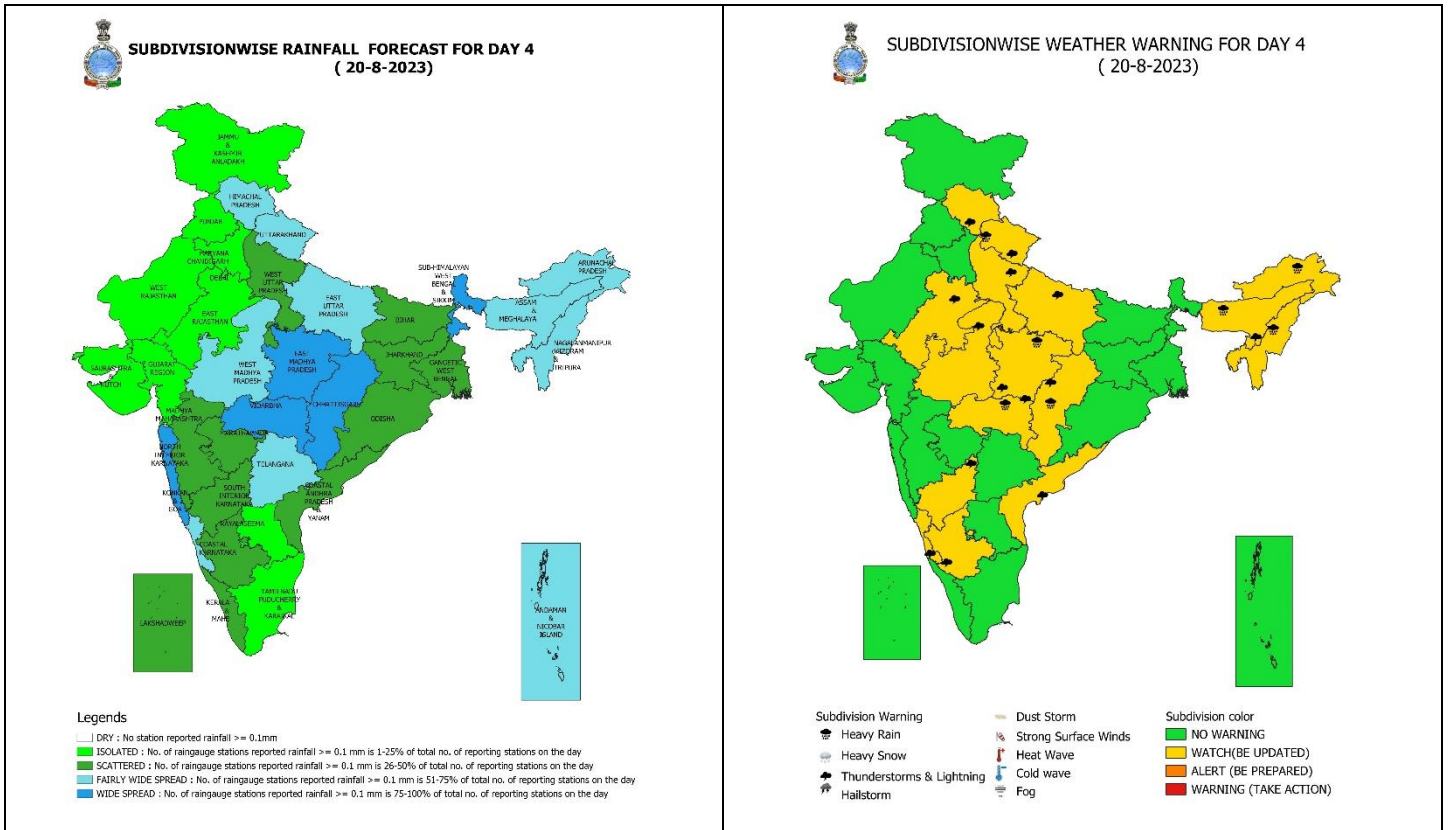 SUBDIVISIONWISE RAINFALL FORECAST FOR DAY 4
( 20-8-2023)
JAMMU
&
KASHMIR
ANLADAKH
HIMACHAL
PRADESH
PUNJAB
UTTARAKHAND
HARYANA
CHANDIGARH
&
DELHI
WEST
UTTAR
PRADESH
WEST
RAJASTHAN
EAST
RAJASTHAN
EAST
UTTAR
PRADESH
SUB-HIMALAYAN
WEST
BENGAL
&
SIKKIM
ARUNACHAL
PRADESH
ASSAM
&
MEGHALAYA
NAGALANMANIPUR
MIZORAM
&
TRIPURA
BIHAR
JHARKHAND
GANGETIC
WEST
BENGAL
SAURASHTRA
&
KUTCH
GUJARAT
REGION
WEST
MADHYA
PRADESH
EAST
MADHYA
PRADESH
VIDARBHA
CHHATTISGARH
ODISHA
MADHYA
MAHARASHTRA
MARATHAWADA
NORTH
INTERIOR
KARNATAKA
TELANGANA
KONKAN
&
GOA
SOUTH
INTERIOR
KARNATAKA
COASTAL
ANDHRA
PRADESH
&
YANAM
RAYALASEEMA
COASTAL
KARNATAKA
KERALA
&
MAHE
TAMILNADU
PUDUCHERRY
&
KARAIKAL
LAKSHADWEEP
ANDAMAN
&
NICOBAR
ISLAND
Legends
DRY : No station reported rainfall >= 0.1mm
ISOLATED : No. of raingauge stations reported rainfall >= 0.1 mm is 1-25% of total no. of reporting stations on the day
SCATTERED : No. of raingauge stations reported rainfall >= 0.1 mm is 26-50% of total no. of reporting stations on the day
FAIRLY WIDE SPREAD : No. of raingauge stations reported rainfall >= 0.1 mm is 51-75% of total no. of reporting stations on the day
WIDE SPREAD : No. of raingauge stations reported rainfall >= 0.1 mm is 75-100% of total no. of reporting stations on the day
SUBDIVISIONWISE WEATHER WARNING FOR DAY 4
( 20-8-2023)
Subdivision Warning
Heavy Rain
Heavy Snow
Thunderstorms & Lightning
Hailstorm
Dust Storm
Strong Surface Winds
Heat Wave
Cold wave
Fog
Subdivision color
NO WARNING
WATCH(BE UPDATED)
ALERT (BE PREPARED)
WARNING (TAKE ACTION)